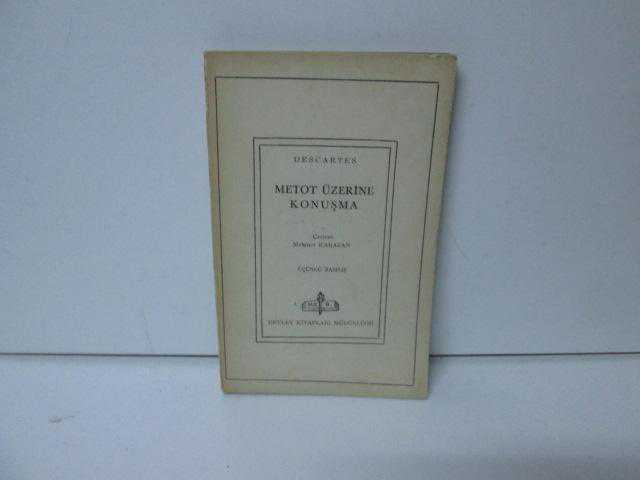 DESCARTES
METOT ÜZERİNE
KONUŞMA
Çeviren
Mehmet KARASAN
ÜÇÜNCÜ BASILIŞ
DEVLET KİTAPLARI MÜDÜRLÜĞÜ